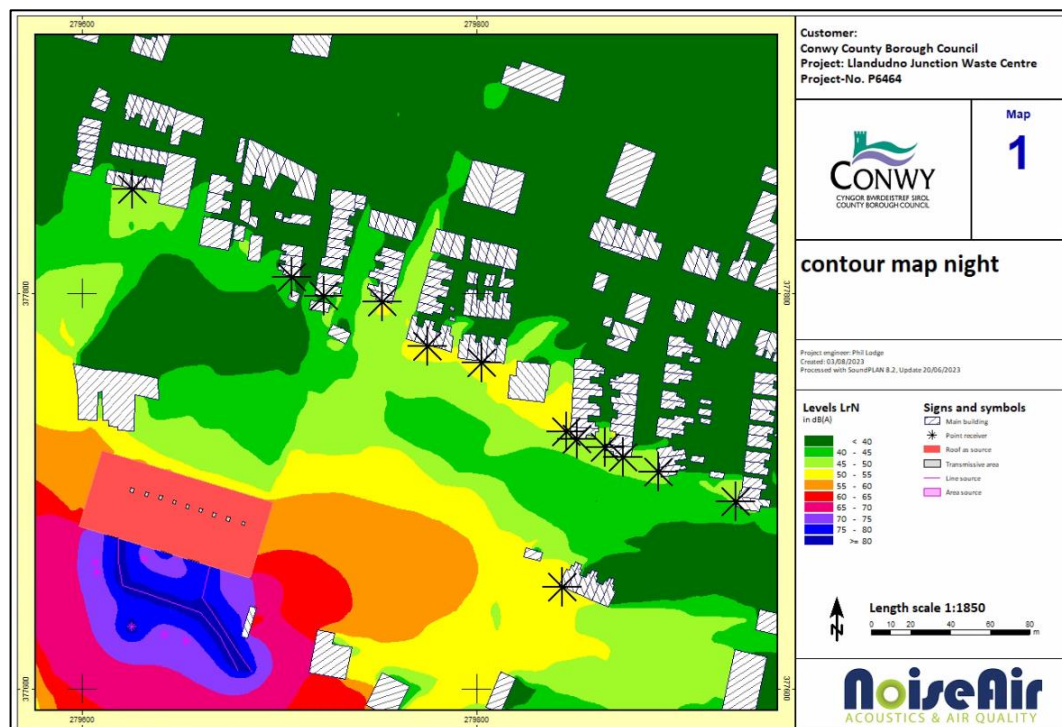 279600
279800
377800
377800
377600
377600
279600
279800
Customer:
Conwy County Borough Council
Project: Llandudno Junction Waste Centre
Project-No. P6464
CONWY
CYNGOR BWRDEISTREF SIROL
COUNTY BOROUGH COUNCIL
Map
1
contour map night
Project engineer: Phil Lodge
Created: 03/08/2023
Processed with SoundPLAN 8.2, Update 20/06/2023
Levels LrN
in dB(A)
< 40
40 - 45
45 - 50
50 - 55
55 - 60
60 - 65
65 - 70
70 - 75
75 - 80
>= 80
Signs and symbols
Main building
Point receiver
Roof as source
Transmissive area
Line source
Area source
N
Length scale 1:1850
0 10 20 40 60 80
m
NoiseAir
ACOUSTICS & AIR QUALITY